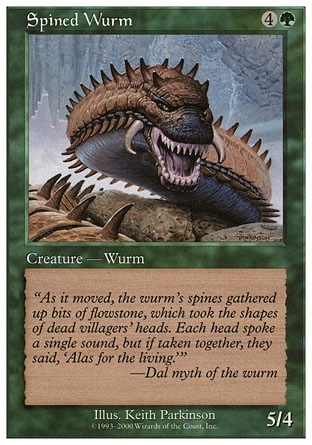 Spined Wurm 4
Parkinson
Creature — Wurm
“As it moved, the wurm’s spines gathered
up bits of flowstone, which took the shapes
of dead villagers’ heads. Each head spoke
a single sound, but if taken together, they
said, ‘Alas for the living.’”
—Dal myth of the wurm
Illus. Keith Parkinson
©1993–2000 Wizards of the Coast, Inc.
5/4